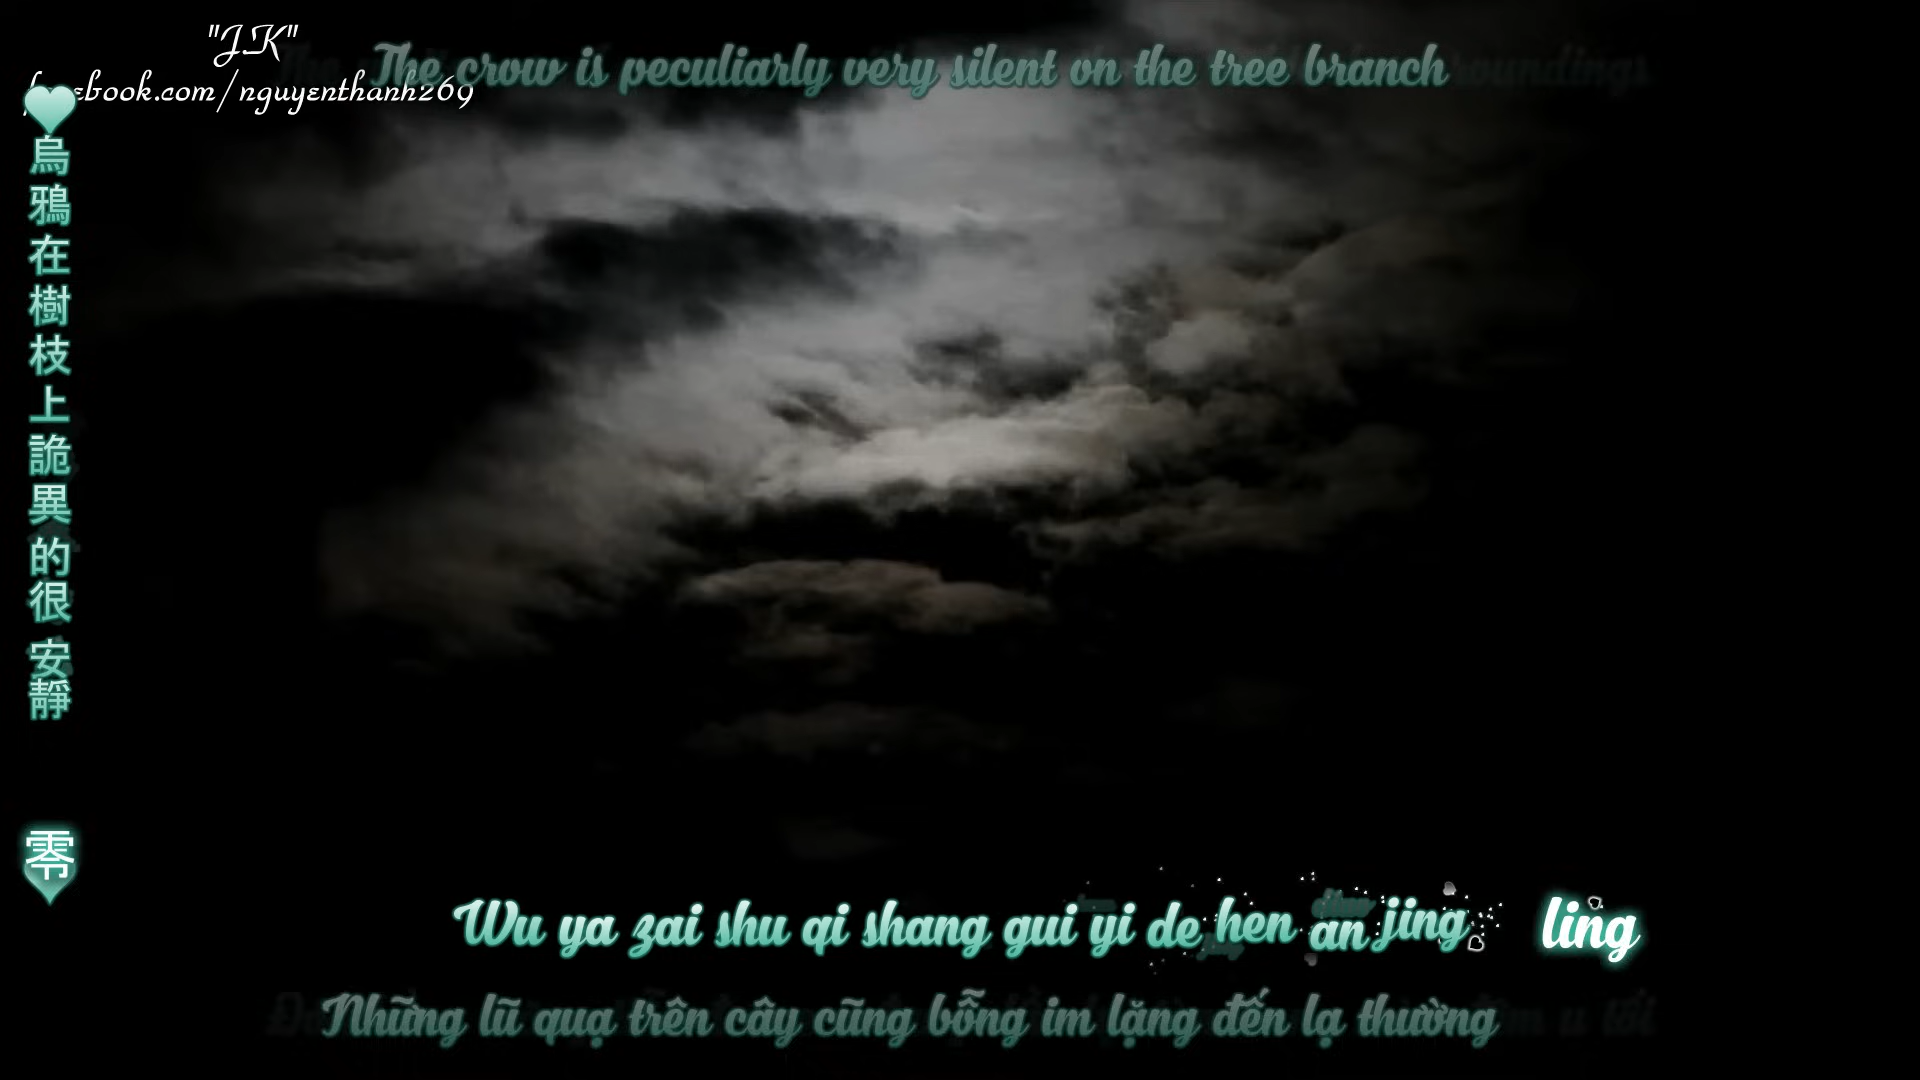 "J.K"
The crow is peculiarly very silent on the tree branch
ebook.com/nguyenthanh269
烏鴉在樹枝上詭異的很安靜
零
Wu ya zai shu qi shang gui yi de hen an jing ling
Những lũ quạ trên cây cũng bỗng im lặng đến lạ thường